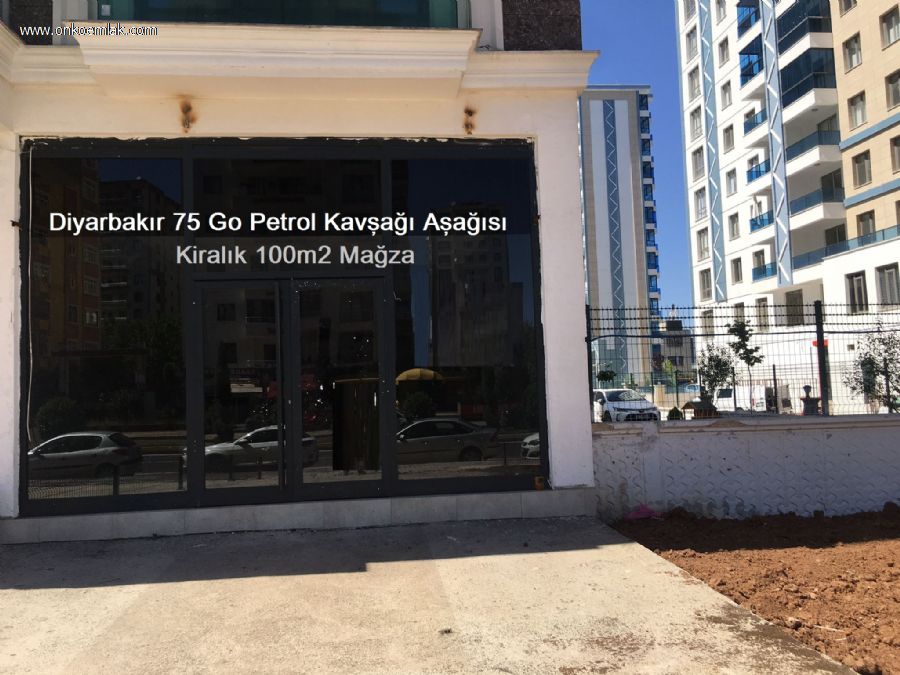 www.onkoemlak.com
Diyarbakır 75 Go Petrol Kavşağı Aşağısı
Kiralık 100m2 Mağza